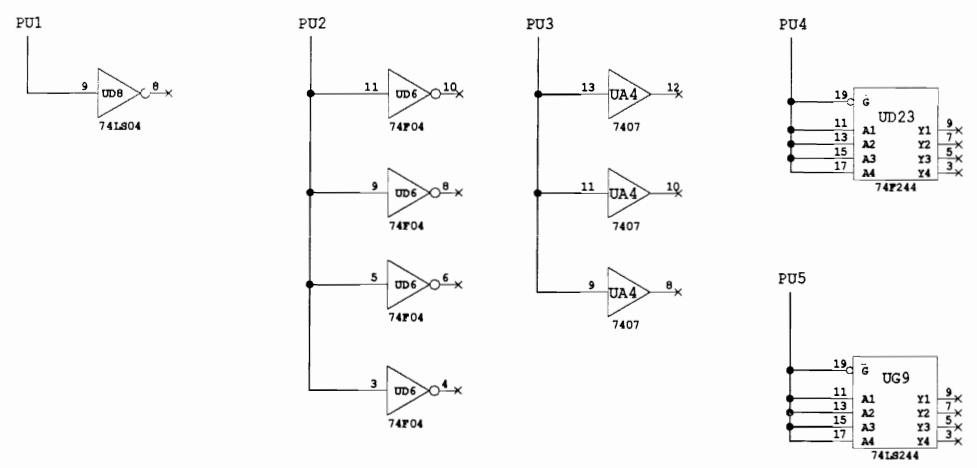 PU1
9 UD8 8
74LS04
PU2
11 UD6 10
74F04
9 UD6 8
74F04
5 UD6 6
74F04
3 UD6 4
74F04
PU3
13 UA4 12
7407
11 UA4 10
7407
9 UA4 8
7407
PU4
19 G
UD23
11 A1 Y1 9
13 A2 Y2 7
15 A3 Y3 5
17 A4 Y4 3
74F244
PU5
19 G
UG9
11 A1 Y1 9
13 A2 Y2 7
15 A3 Y3 5
17 A4 Y4 3
74LS244